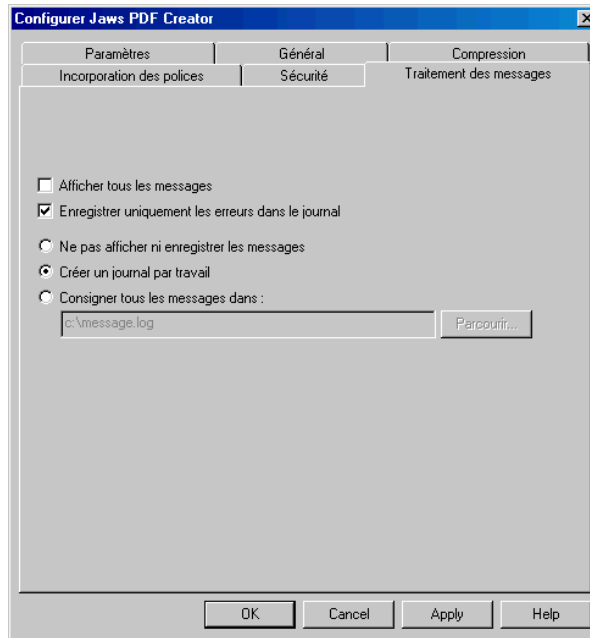 Configurer Jaws PDF Creator
Paramètres Général Compression
Incorporation des polices Sécurité Traitement des messages
Afficher tous les messages
Enregistrer uniquement les erreurs dans le journal
Ne pas afficher ni enregistrer les messages
Créer un journal par travail
Consigner tous les messages dans :
c:\message.log Parcourir...
OK Cancel Apply Help